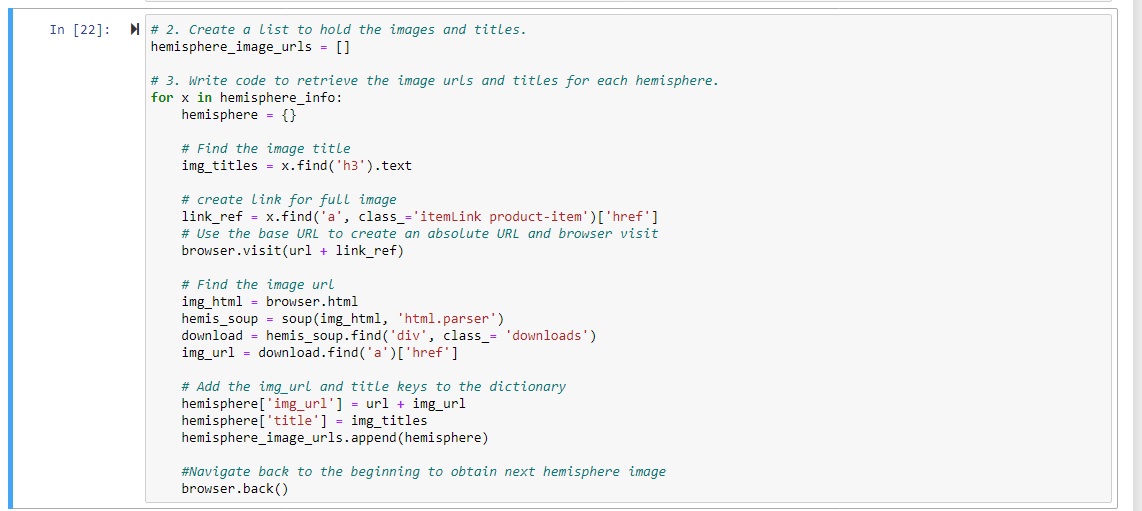 In [22]:
# 2. Create a list to hold the images and titles.
hemisphere_image_urls = []

# 3. Write code to retrieve the image urls and titles for each hemisphere.
for x in hemisphere_info:
    hemisphere = {}

    # Find the image title
    img_titles = x.find('h3').text

    # create link for full image
    link_ref = x.find('a', class_='itemLink product-item')['href']
    # Use the base URL to create an absolute URL and browser visit
    browser.visit(url + link_ref)

    # Find the image url
    img_html = browser.html
    hemis_soup = soup(img_html, 'html.parser')
    download = hemis_soup.find('div', class_= 'downloads')
    img_url = download.find('a')['href']

    # Add the img_url and title keys to the dictionary
    hemisphere['img_url'] = url + img_url
    hemisphere['title'] = img_titles
    hemisphere_image_urls.append(hemisphere)

    #Navigate back to the beginning to obtain next hemisphere image
    browser.back()